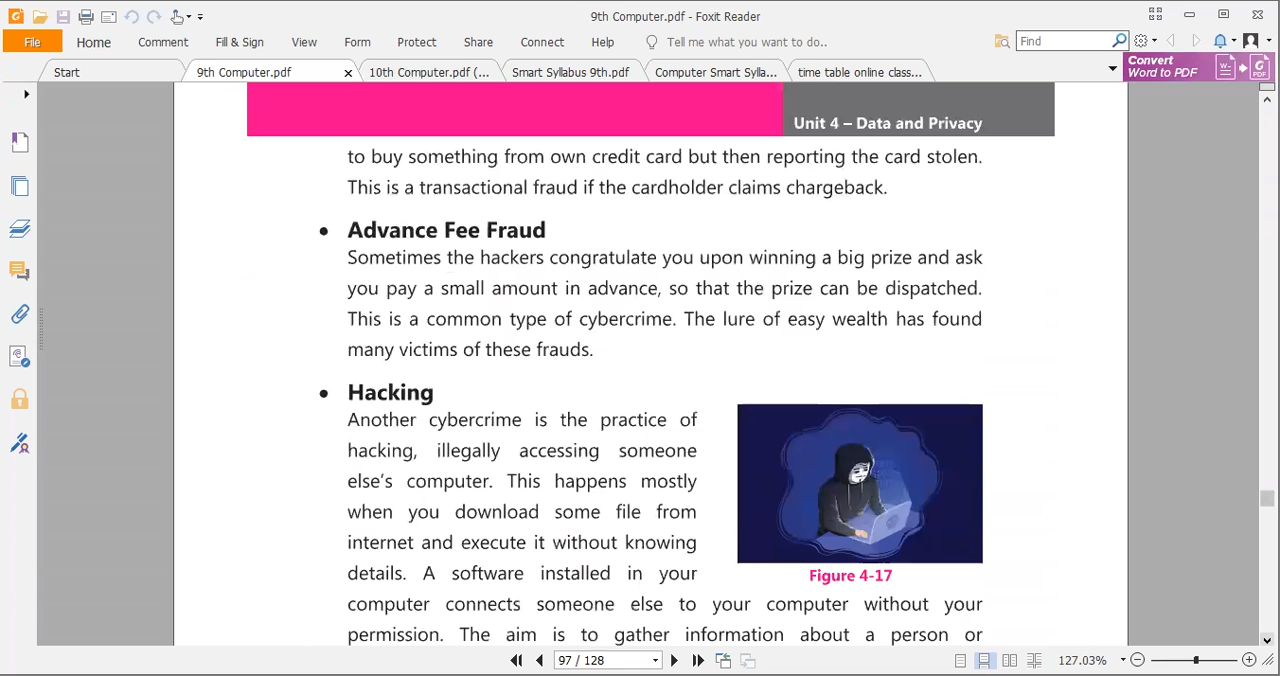 9th Computer.pdf - Foxit Reader
File Home Comment Fill & Sign View Form Protect Share Connect Help Tell me what you want to do.. Find
Start 9th Computer.pdf 10th Computer.pdf (... Smart Syllabus 9th.pdf Computer Smart Sylla... time table online class...
Convert
Word to PDF
Unit 4 – Data and Privacy
to buy something from own credit card but then reporting the card stolen.
This is a transactional fraud if the cardholder claims chargeback.
• Advance Fee Fraud
Sometimes the hackers congratulate you upon winning a big prize and ask
you pay a small amount in advance, so that the prize can be dispatched.
This is a common type of cybercrime. The lure of easy wealth has found
many victims of these frauds.
• Hacking
Another cybercrime is the practice of
hacking, illegally accessing someone
else's computer. This happens mostly
when you download some file from
internet and execute it without knowing
details. A software installed in your
Figure 4-17
computer connects someone else to your computer without your
permission. The aim is to gather information about a person or
97 / 128 127.03%